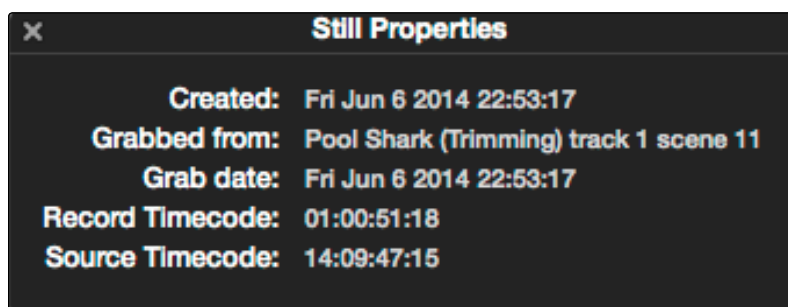 Still Properties
Created: Fri Jun 6 2014 22:53:17
Grabbed from: Pool Shark (Trimming) track 1 scene 11
Grab date: Fri Jun 6 2014 22:53:17
Record Timecode: 01:00:51:18
Source Timecode: 14:09:47:15